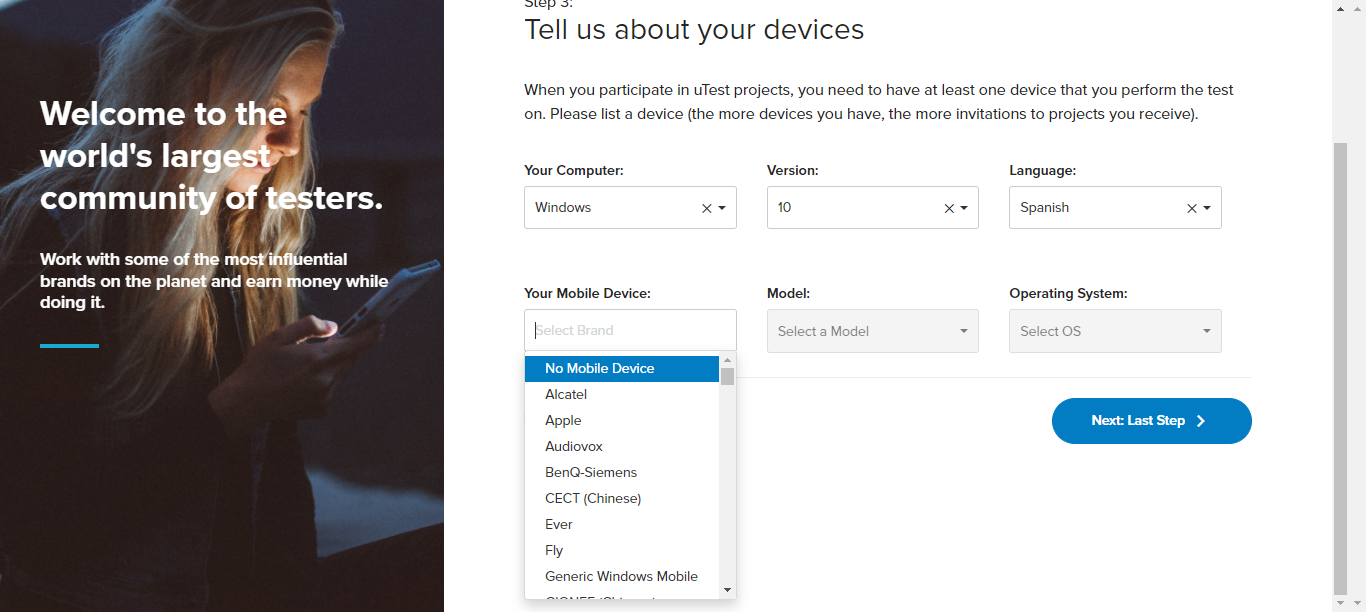 Welcome to the
world's largest
community of testers.
Work with some of the most influential
brands on the planet and earn money while
doing it.
Step 3:
Tell us about your devices
When you participate in uTest projects, you need to have at least one device that you perform the test
on. Please list a device (the more devices you have, the more invitations to projects you receive).
Your Computer:
Version:
Language:
Windows
10
Spanish
Your Mobile Device:
Model:
Operating System:
Select Brand
Select a Model
Select OS
No Mobile Device
Alcatel
Apple
Audiovox
BenQ-Siemens
CECT (Chinese)
Ever
Fly
Generic Windows Mobile
Next: Last Step